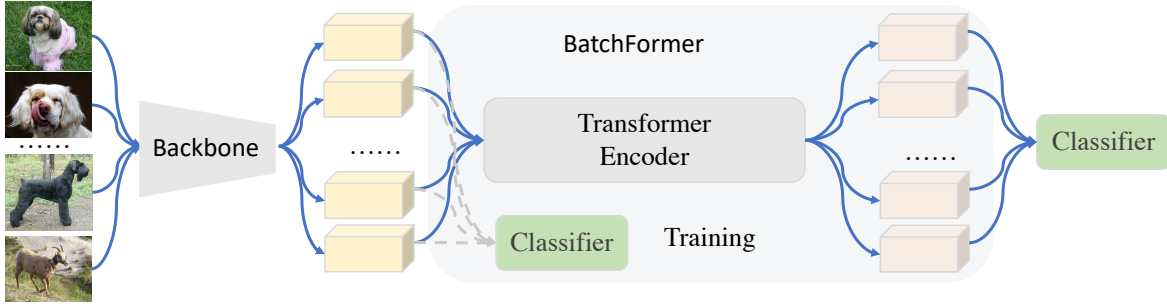 BatchFormer
Backbone
Transformer
Encoder
Classifier
Classifier
Training
......
......
......